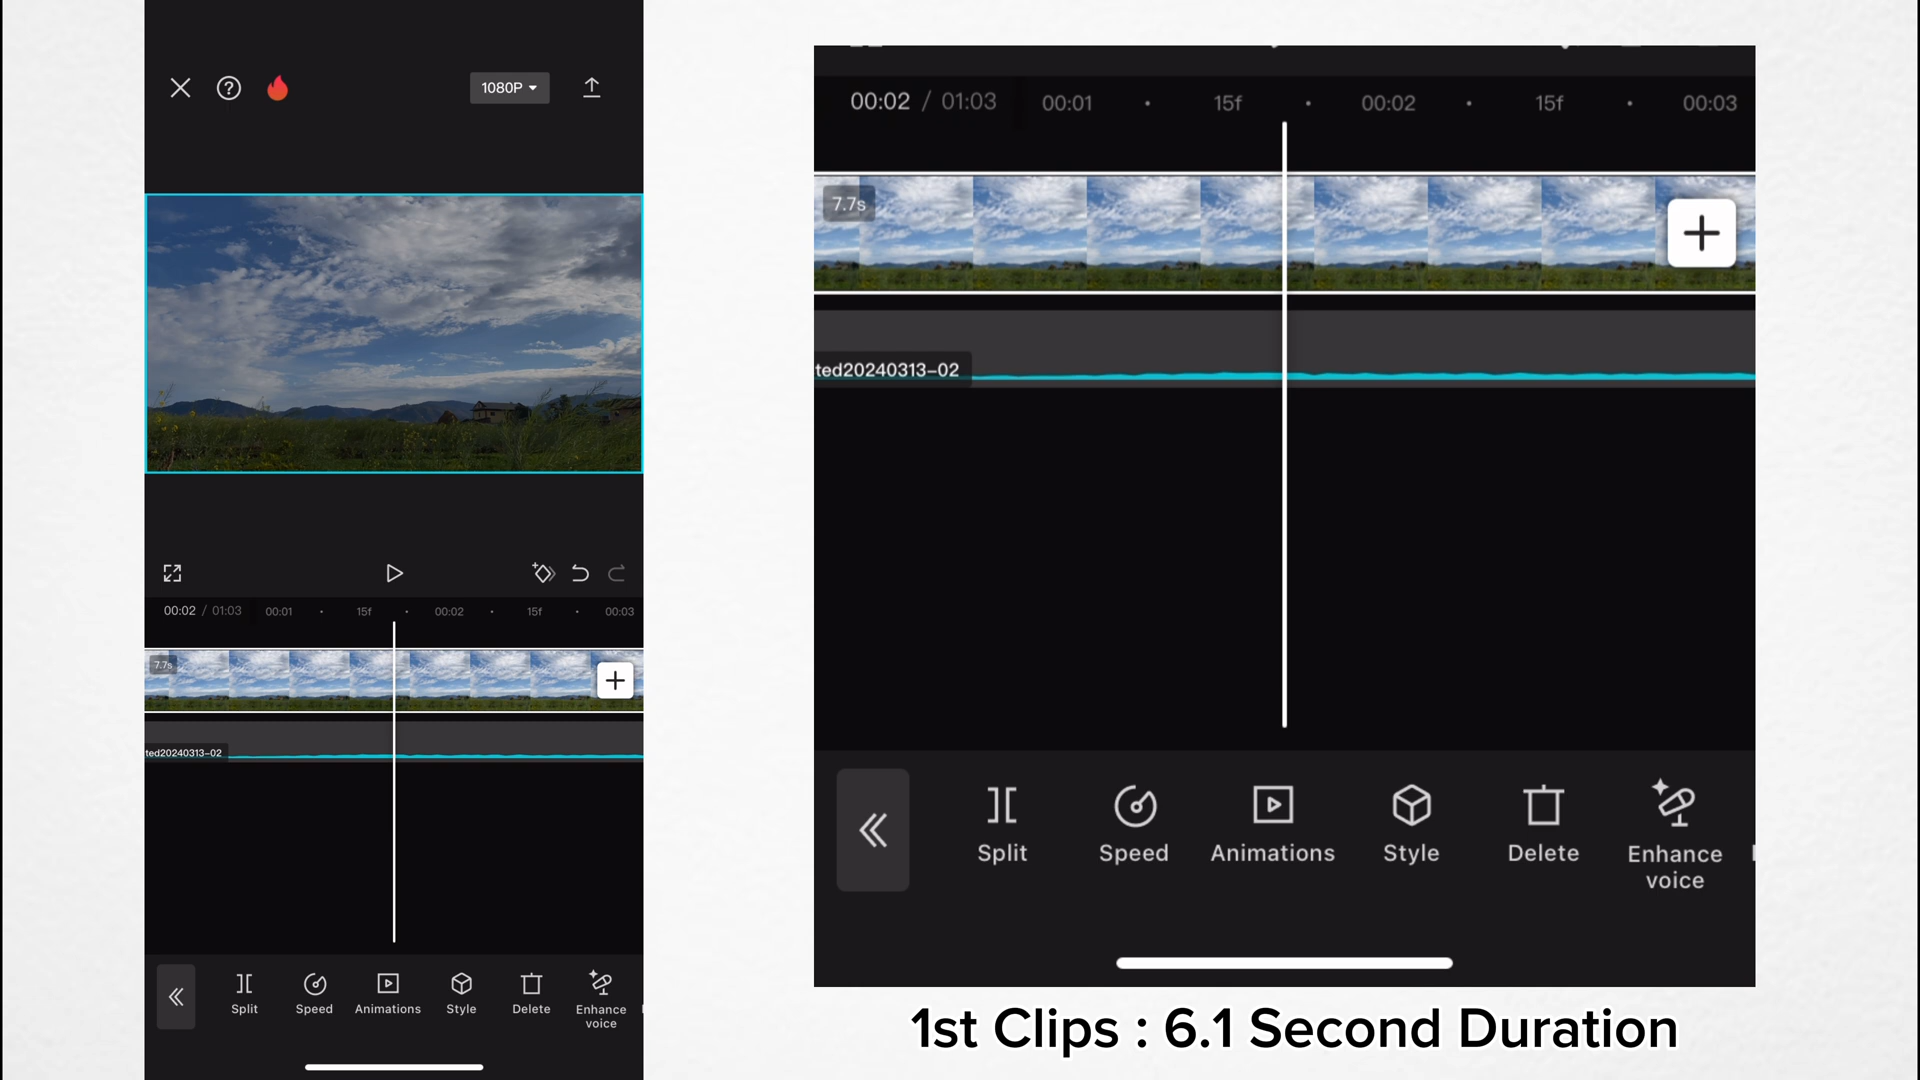 1080P
00:02 / 01:03 00:01 15f 00:02 15f 00:03
7.7s
ted20240313-02
Split Speed Animations Style Delete Enhance voice
00:02 / 01:03 00:01 15f 00:02 15f 00:03
7.7s
ted20240313-02
Split Speed Animations Style Delete Enhance voice
1st Clips : 6.1 Second Duration